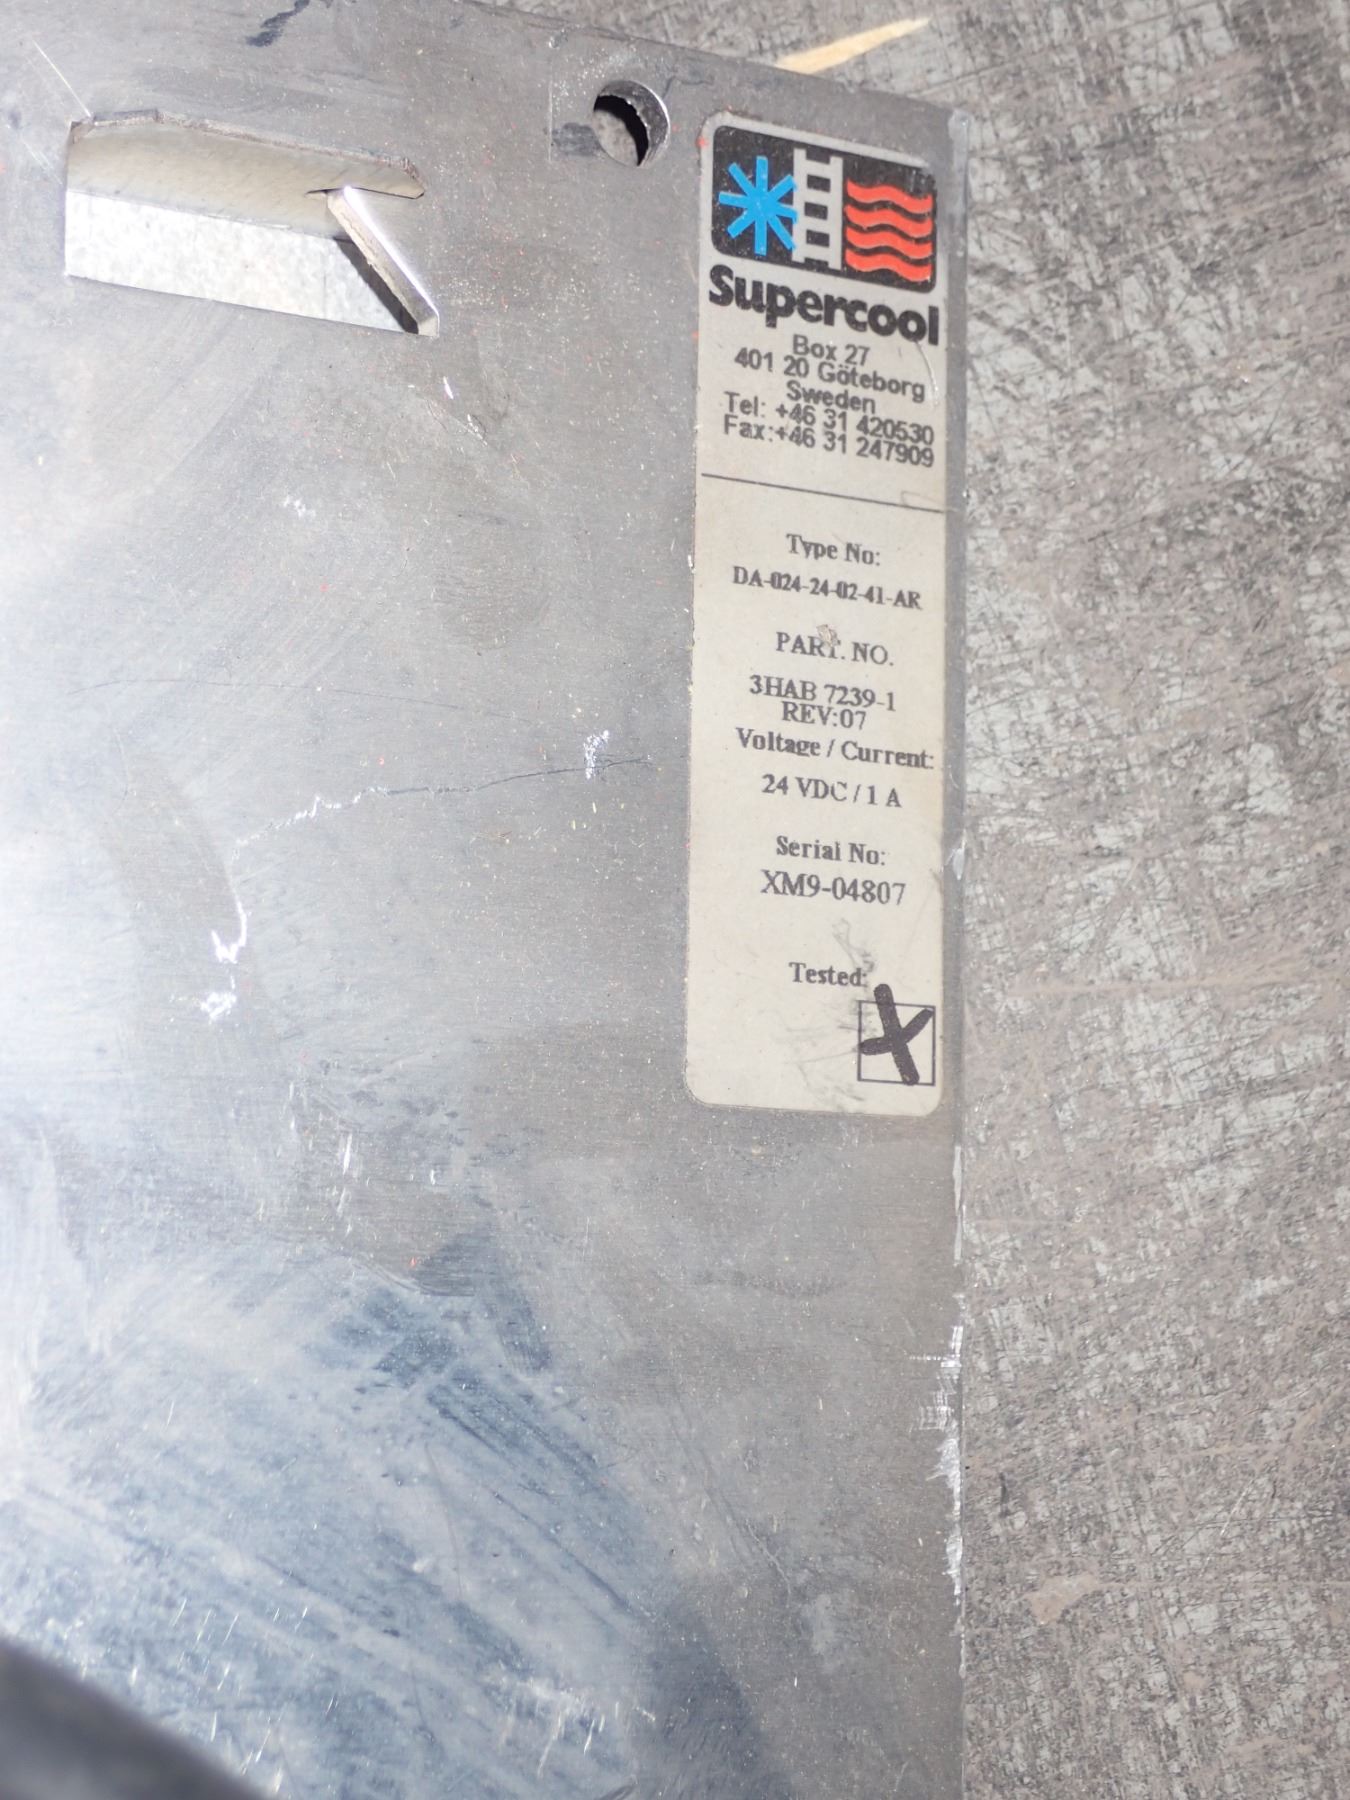 Supercool
Box 27
401 20 Göteborg
Sweden
Tel: +46 31 420530
Fax:+46 31 247909
Type No:
DA-024-24-02-41-AR
PART. NO.
3HAB 7239-1
REV:07
Voltage / Current:
24 VDC / 1 A
Serial No:
XM9-04807
Tested: